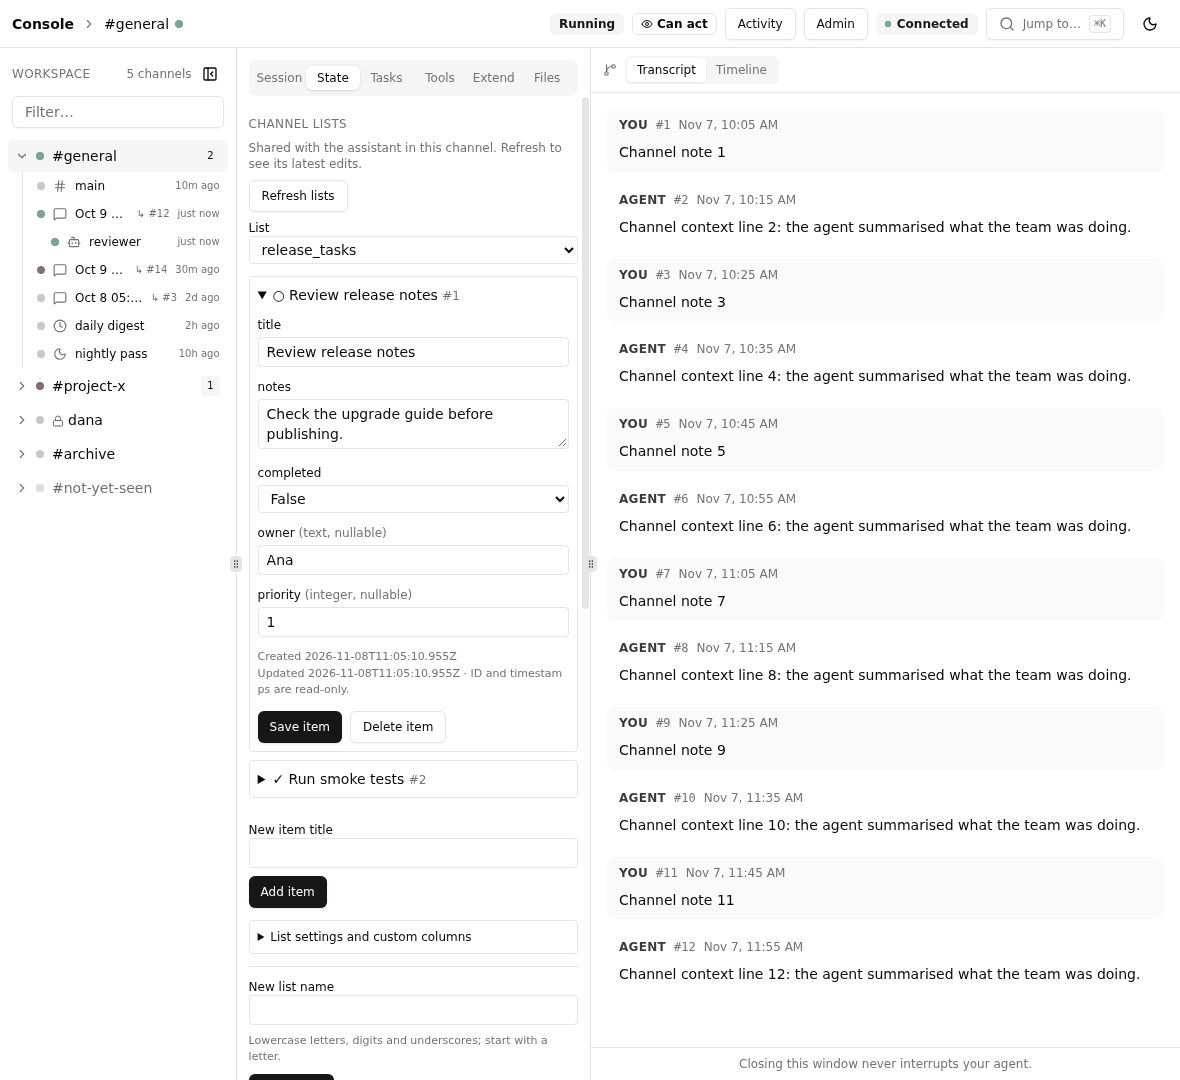 Console > #general
Running
Can act
Activity
Admin
Connected
Jump to... ⌘K
WORKSPACE 5 channels
Filter...
#general 2
main 10m ago
Oct 9 ... ↳ #12 just now
reviewer just now
Oct 9 ... ↳ #14 30m ago
Oct 8 05:... ↳ #3 2d ago
daily digest 2h ago
nightly pass 10h ago
#project-x 1
dana
#archive
#not-yet-seen
Session State Tasks Tools Extend Files
CHANNEL LISTS
Shared with the assistant in this channel. Refresh to
see its latest edits.
Refresh lists
List
release_tasks
▼ ○ Review release notes #1
title
Review release notes
notes
Check the upgrade guide before
publishing.
completed
False
owner (text, nullable)
Ana
priority (integer, nullable)
1
Created 2026-11-08T11:05:10.955Z
Updated 2026-11-08T11:05:10.955Z · ID and timestam
ps are read-only.
Save item
Delete item
▶ ✓ Run smoke tests #2
New item title
Add item
▶ List settings and custom columns
New list name
Lowercase letters, digits and underscores; start with a
letter.
Transcript Timeline
YOU #1 Nov 7, 10:05 AM
Channel note 1
AGENT #2 Nov 7, 10:15 AM
Channel context line 2: the agent summarised what the team was doing.
YOU #3 Nov 7, 10:25 AM
Channel note 3
AGENT #4 Nov 7, 10:35 AM
Channel context line 4: the agent summarised what the team was doing.
YOU #5 Nov 7, 10:45 AM
Channel note 5
AGENT #6 Nov 7, 10:55 AM
Channel context line 6: the agent summarised what the team was doing.
YOU #7 Nov 7, 11:05 AM
Channel note 7
AGENT #8 Nov 7, 11:15 AM
Channel context line 8: the agent summarised what the team was doing.
YOU #9 Nov 7, 11:25 AM
Channel note 9
AGENT #10 Nov 7, 11:35 AM
Channel context line 10: the agent summarised what the team was doing.
YOU #11 Nov 7, 11:45 AM
Channel note 11
AGENT #12 Nov 7, 11:55 AM
Channel context line 12: the agent summarised what the team was doing.
Closing this window never interrupts your agent.